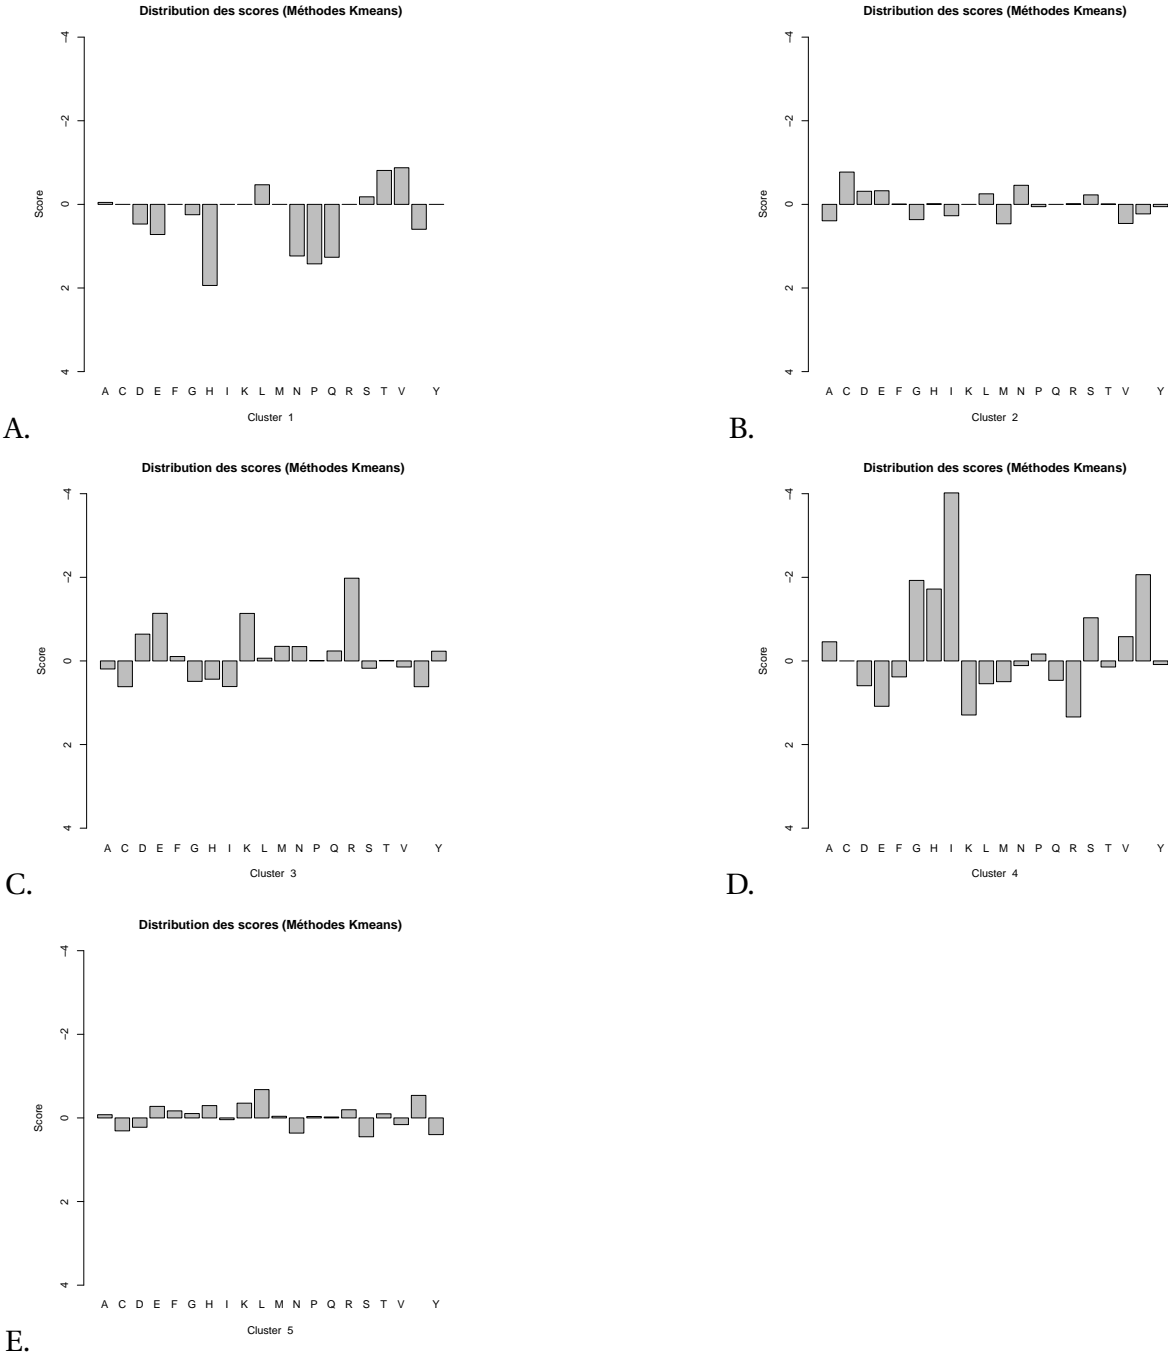 Distribution des scores (Méthodes Kmeans)
-4
-2
0
2
4
Score
A C D E F G H I K L M N P Q R S T V Y
Cluster 1
A.
Distribution des scores (Méthodes Kmeans)
-4
-2
0
2
4
Score
A C D E F G H I K L M N P Q R S T V Y
Cluster 2
B.
Distribution des scores (Méthodes Kmeans)
-4
-2
0
2
4
Score
A C D E F G H I K L M N P Q R S T V Y
Cluster 3
C.
Distribution des scores (Méthodes Kmeans)
-4
-2
0
2
4
Score
A C D E F G H I K L M N P Q R S T V Y
Cluster 4
D.
Distribution des scores (Méthodes Kmeans)
-4
-2
0
2
4
Score
A C D E F G H I K L M N P Q R S T V Y
Cluster 5
E.